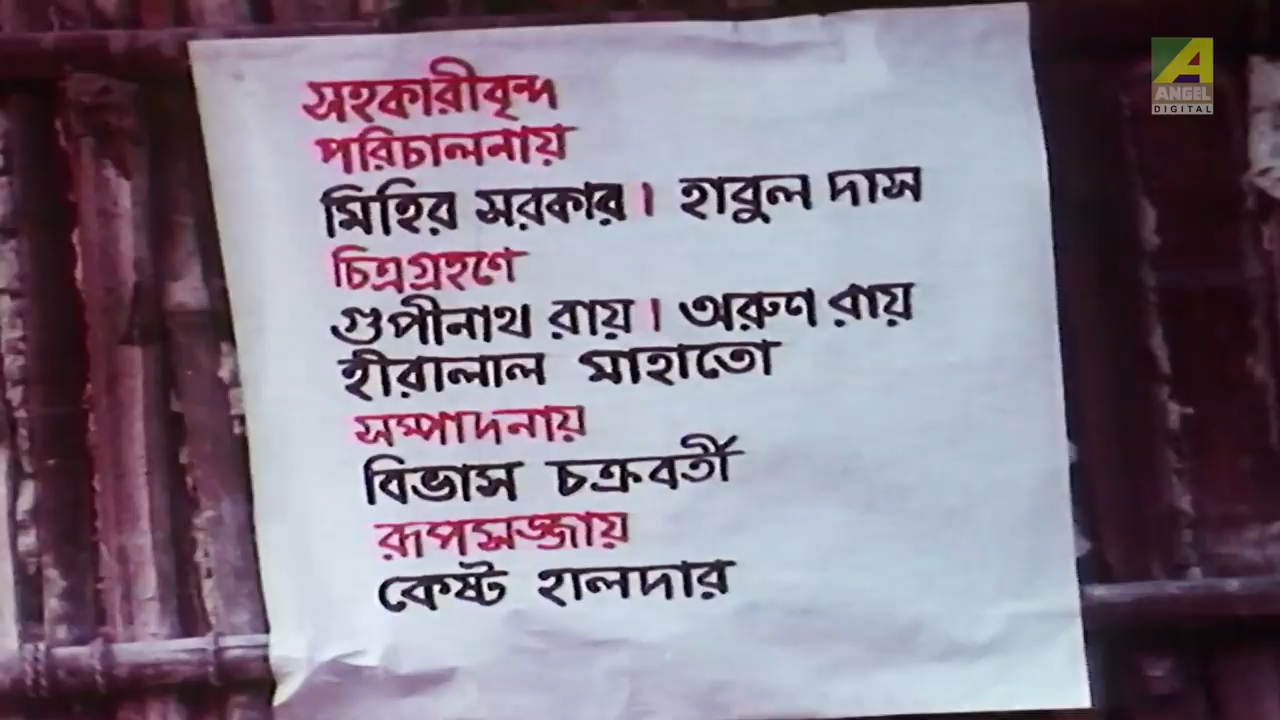 সহকারীবৃন্দ
পরিচালনায়
মিহির সরকার। হাবুল দাস
চিত্রগ্রহণে
গুপীনাথ রায়। অরুণ রায়
হীরালাল মাহাতো
সম্পাদনায়
বিভাস চক্রবর্তী
রূপসজ্জায়
কেষ্ট হালদার
A
ANGEL
DIGITAL